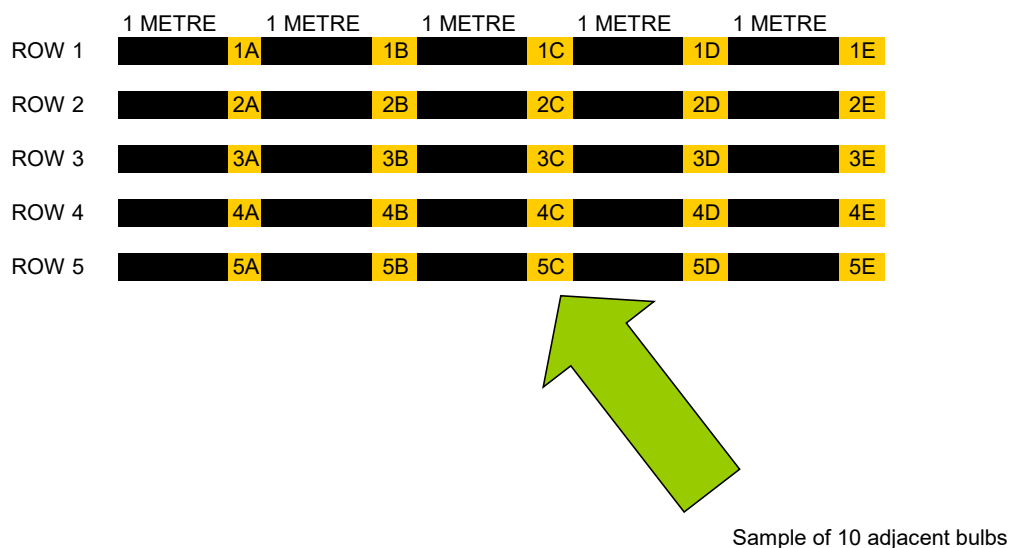 1 METRE 1 METRE 1 METRE 1 METRE 1 METRE
ROW 1 1A 1B 1C 1D 1E
ROW 2 2A 2B 2C 2D 2E
ROW 3 3A 3B 3C 3D 3E
ROW 4 4A 4B 4C 4D 4E
ROW 5 5A 5B 5C 5D 5E
Sample of 10 adjacent bulbs